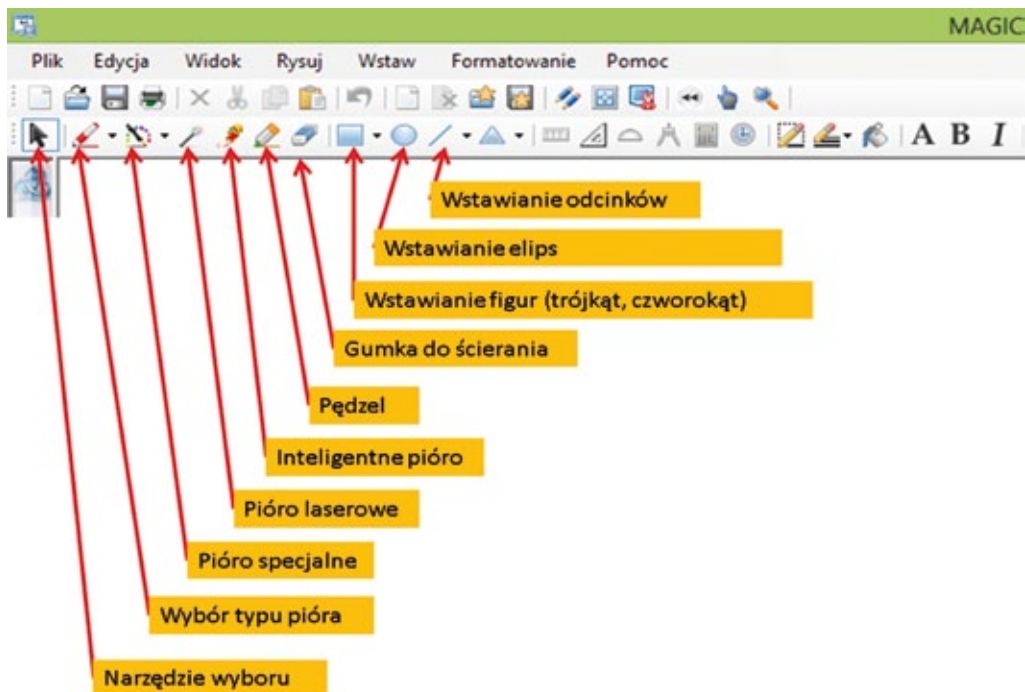 MAGIC
Plik Edycja Widok Rysuj Wstaw Formatowanie Pomoc
A B I
Wstawianie odcinków
Wstawianie elips
Wstawianie figur (trójkąt, czworokąt)
Gumka do ścierania
Pędzel
Inteligentne pióro
Pióro laserowe
Pióro specjalne
Wybór typu pióra
Narzędzie wyboru